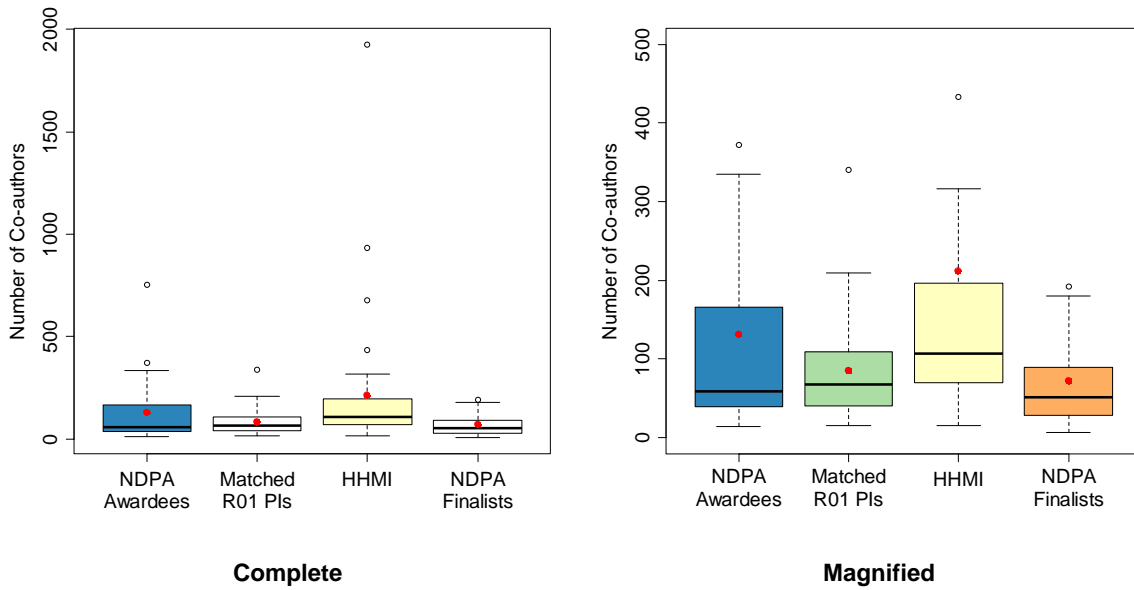 Number of Co-authors
2000
1500
1000
500
0
NDPA
Awardees
Matched
R01 PIs
HHMI
NDPA
Finalists
Complete
Number of Co-authors
500
400
300
200
100
0
NDPA
Awardees
Matched
R01 PIs
HHMI
NDPA
Finalists
Magnified